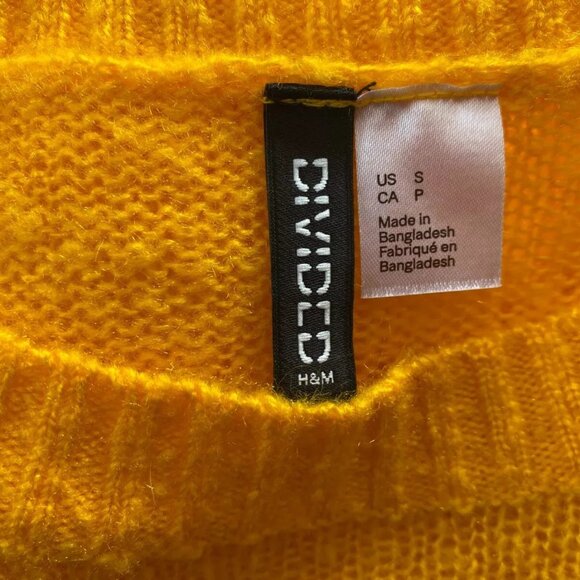 DIVIDED
H&M
US S
CA P
Made in
Bangladesh
Fabriqué en
Bangladesh